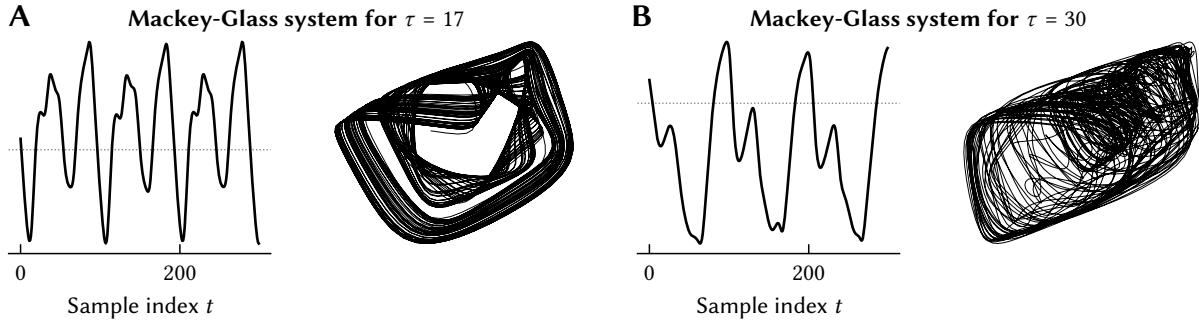 A Mackey-Glass system for τ = 17
0 200
Sample index t
B Mackey-Glass system for τ = 30
0 200
Sample index t